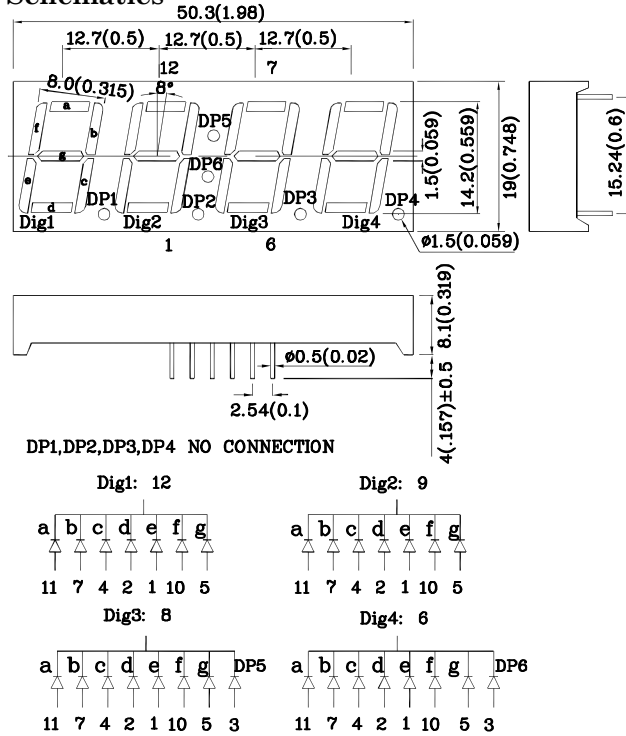 Schematics
50.3(1.98)
12.7(0.5) 12.7(0.5) 12.7(0.5)
12 7
8.0(0.315) 8°
a
f b
g
e c
d
DP5
DP6
DP1 DP2 DP3 DP4
Dig1 Dig2 Dig3 Dig4
1 6
ø1.5(0.059)
1.5(0.059)
14.2(0.559)
19(0.748)
15.24(0.6)
8.1(0.319)
ø0.5(0.02)
2.54(0.1)
4(.157)±0.5
DP1,DP2,DP3,DP4 NO CONNECTION
Dig1: 12 Dig2: 9
a b c d e f g a b c d e f g
11 7 4 2 1 10 5 11 7 4 2 1 10 5
Dig3: 8 Dig4: 6
a b c d e f g DP5 a b c d e f g DP6
11 7 4 2 1 10 5 3 11 7 4 2 1 10 5 3